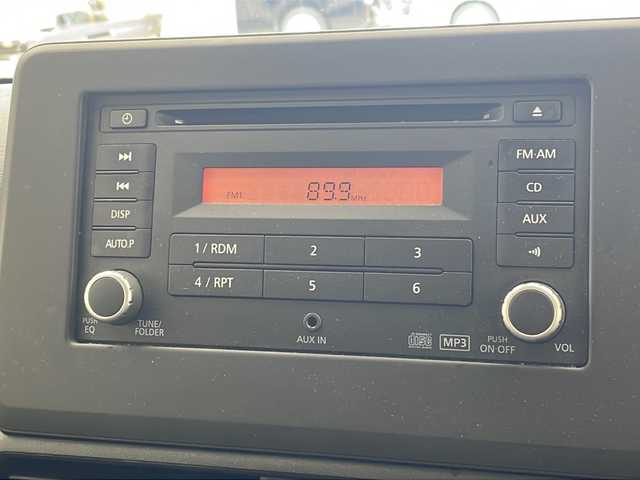 FM·AM
DISP
CD
AUTO.P
AUX
FM1
89.9 MHz
1 / RDM
2
3
4 / RPT
5
6
PUSH
EQ
TUNE/
FOLDER
AUX IN
DISC
MP3
PUSH
ON·OFF
VOL